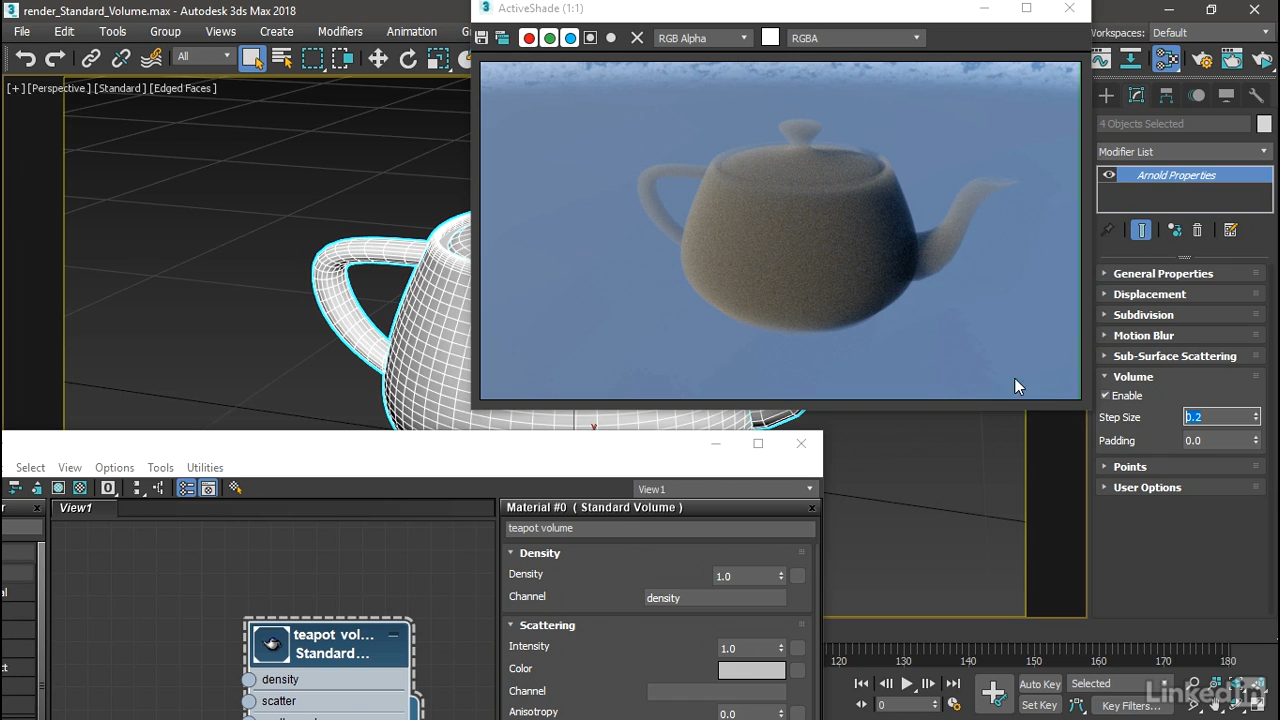 render_Standard_Volume.max - Autodesk 3ds Max 2018
ActiveShade (1:1)
File Edit Tools Group Views Create Modifiers Animation
Workspaces: Default
All
RGB Alpha
RGBA
[+] [Perspective] [Standard] [Edged Faces]
4 Objects Selected
Modifier List
Arnold Properties
General Properties
Displacement
Subdivision
Motion Blur
Sub-Surface Scattering
Volume
Enable
Step Size 0.2
Padding 0.0
Points
User Options
Select View Options Tools Utilities
View1
View1
Material #0 ( Standard Volume )
teapot volume
Density
Density 1.0
Channel density
Scattering
Intensity 1.0
Color
Channel
Anisotropy 0.0
teapot vol...
Standard...
density
scatter
120 130 140 150 160 170 180
Auto Key Selected
0 Set Key Key Filters...
LinkedIn